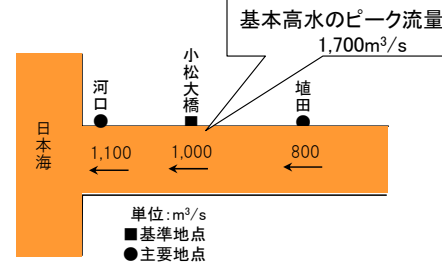 基本高水のピーク流量
1,700m³/s
小松大橋
河口
埴田
日本海
1,100
1,000
800
単位:m³/s
■基準地点
●主要地点